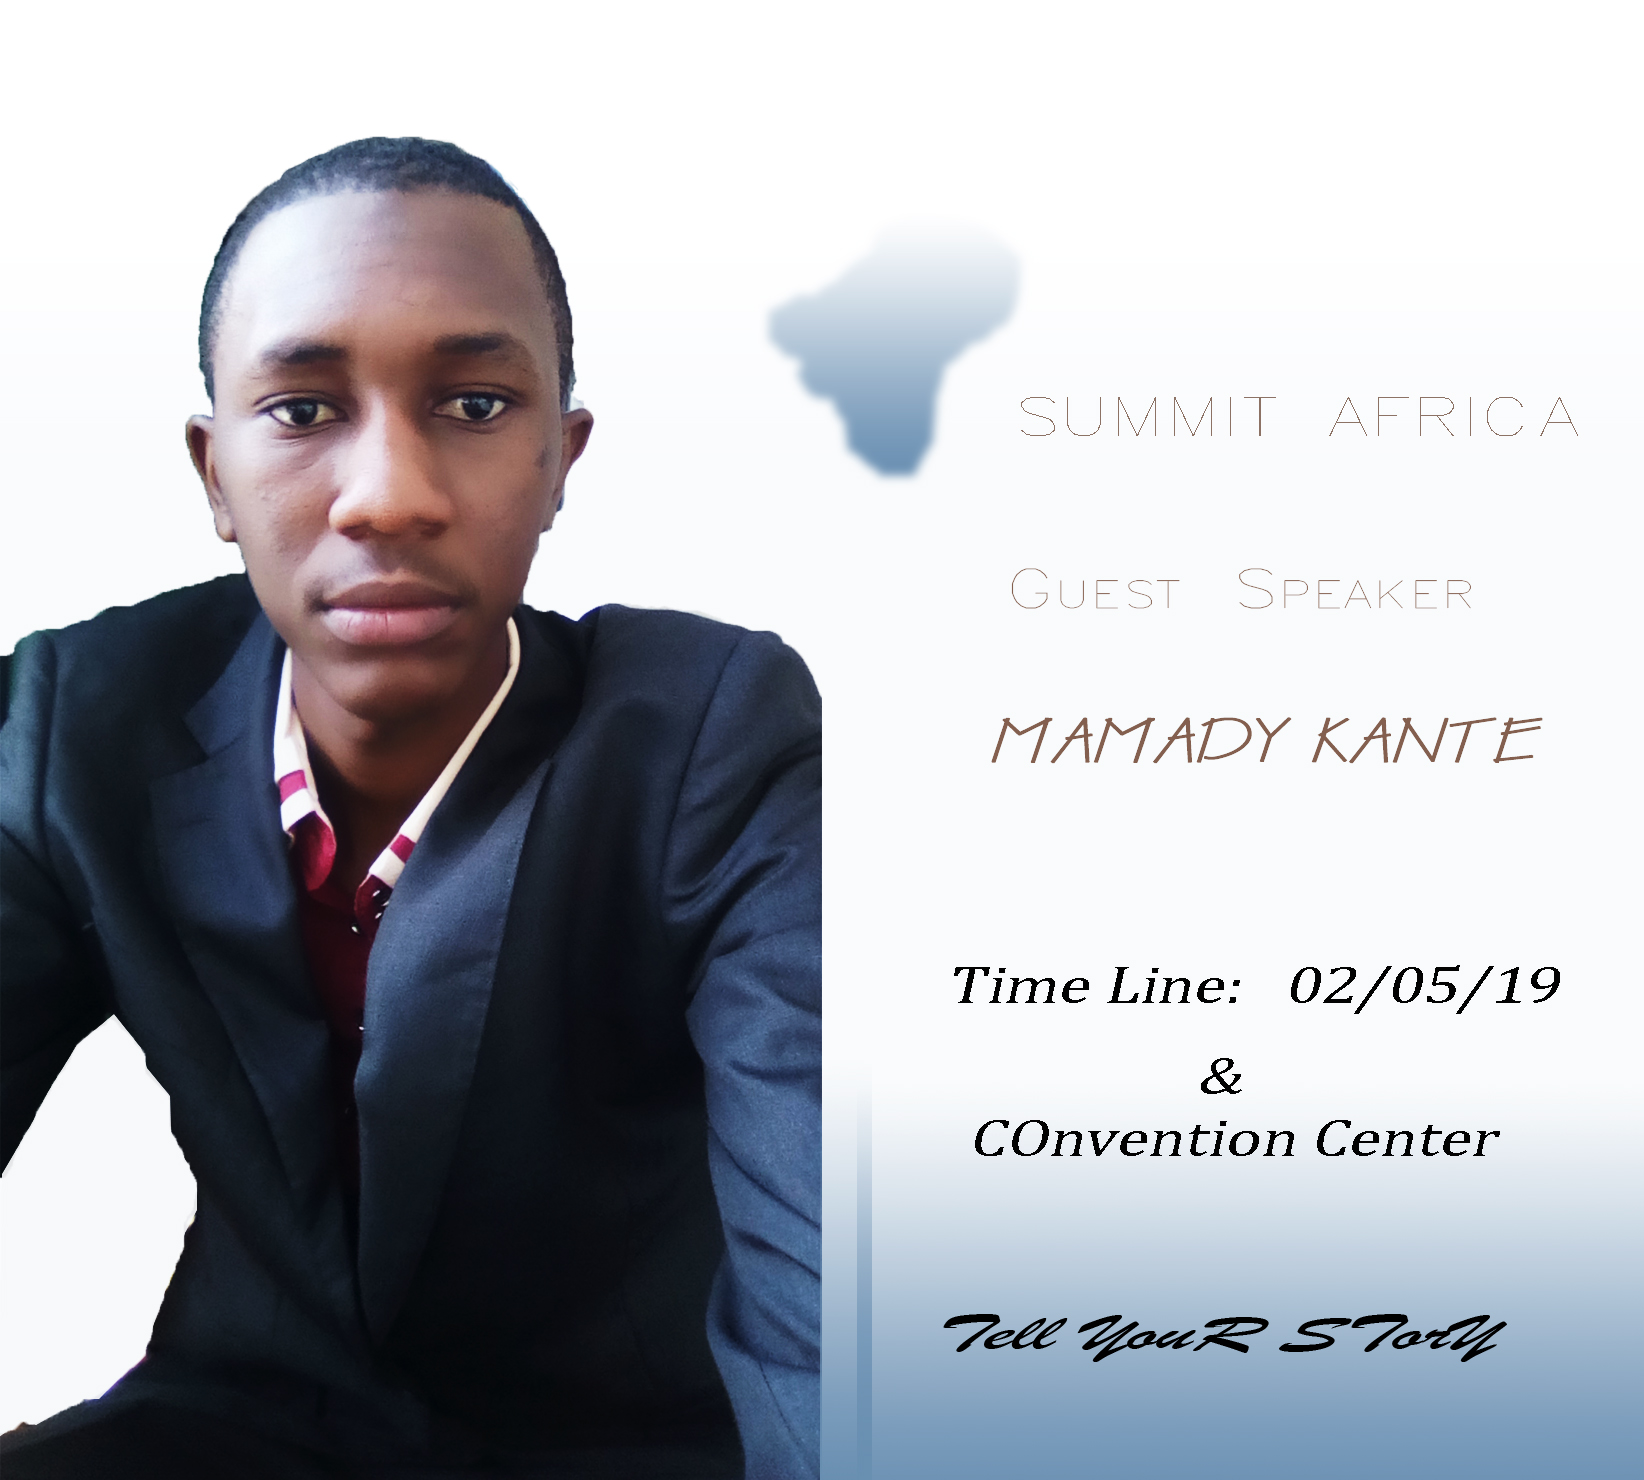 SUMMIT AFRICA
GUEST SPEAKER
MAMADY KANTE
Time Line: 02/05/19
&
COnvention Center
Tell YouR STorY